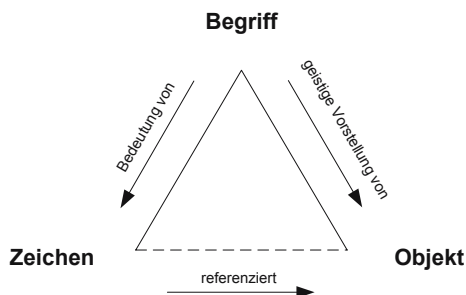 Begriff
Bedeutung von
geistige Vorstellung von
Zeichen
Objekt
referenziert